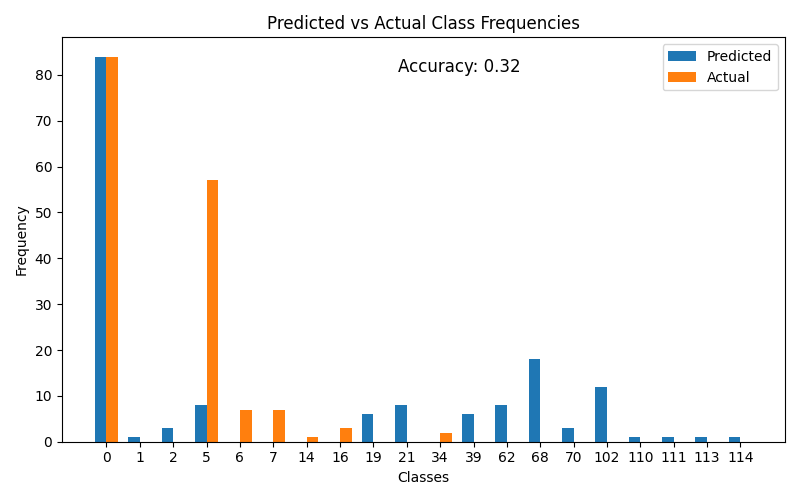 Predicted vs Actual Class Frequencies
Accuracy: 0.32
Predicted
Actual
Frequency
80
70
60
50
40
30
20
10
0
0 1 2 5 6 7 14 16 19 21 34 39 62 68 70 102 110 111 113 114
Classes